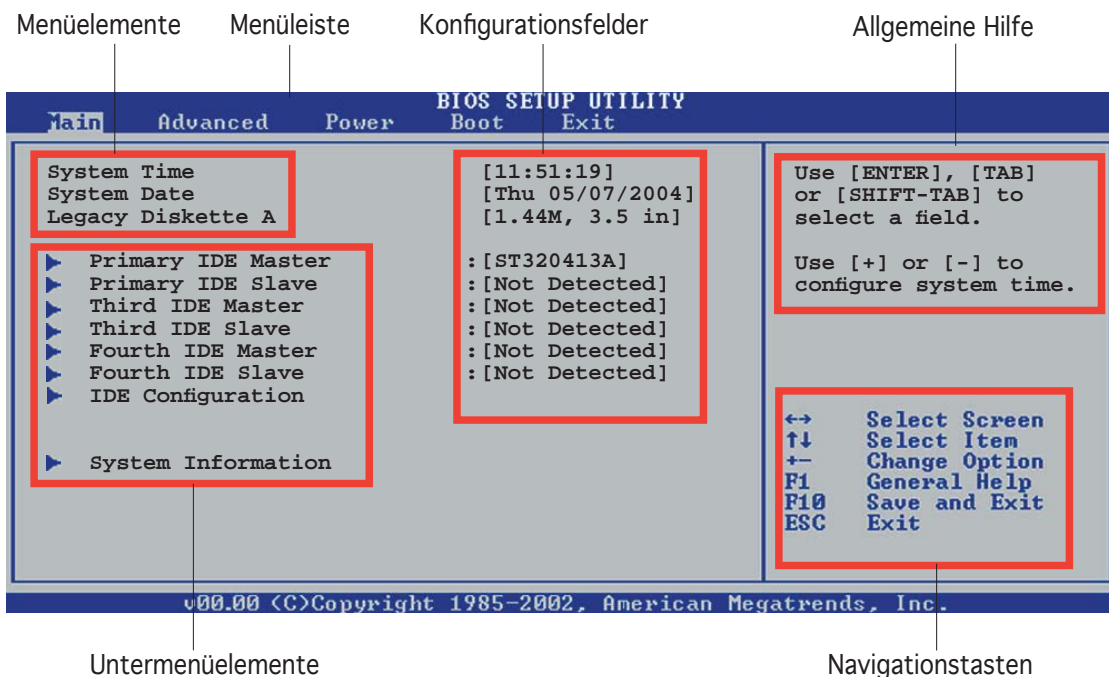 Menüelemente Menüleiste Konfigurationsfelder Allgemeine Hilfe
BIOS SETUP UTILITY
Main Advanced Power Boot Exit
System Time [11:51:19]
System Date [Thu 05/07/2004]
Legacy Diskette A [1.44M, 3.5 in]
Primary IDE Master :[ST320413A]
Primary IDE Slave :[Not Detected]
Third IDE Master :[Not Detected]
Third IDE Slave :[Not Detected]
Fourth IDE Master :[Not Detected]
Fourth IDE Slave :[Not Detected]
IDE Configuration
System Information
Use [ENTER], [TAB]
or [SHIFT-TAB] to
select a field.
Use [+] or [-] to
configure system time.
←→ Select Screen
↑↓ Select Item
+- Change Option
F1 General Help
F10 Save and Exit
ESC Exit
v00.00 (C)Copyright 1985-2002, American Megatrends, Inc.
Untermenüelemente Navigationstasten